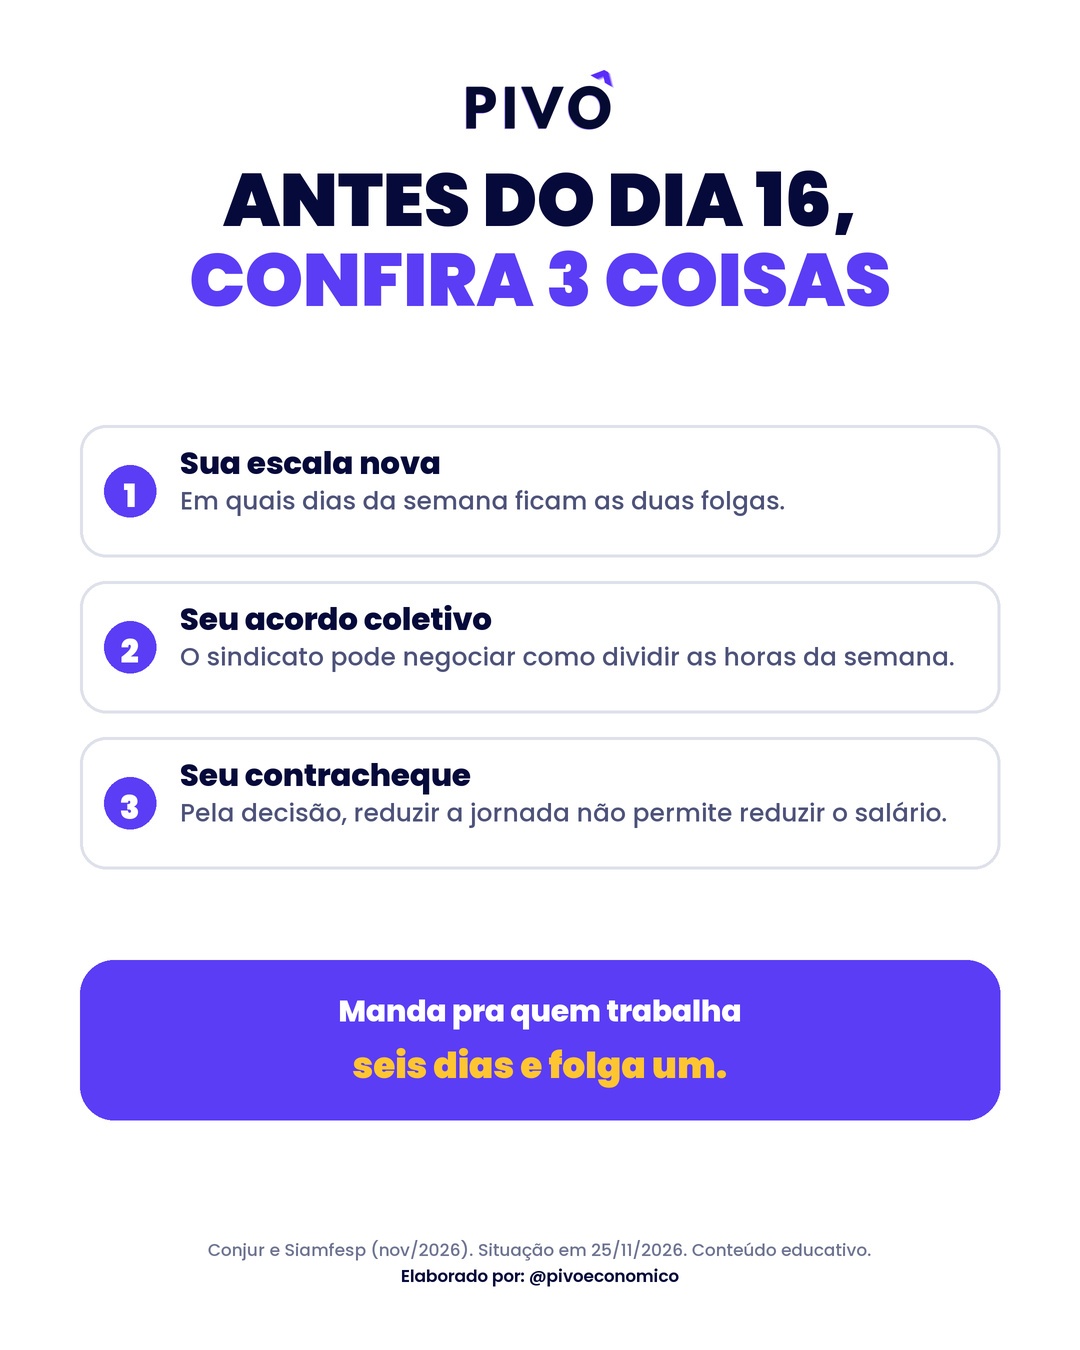 PIVÔ
ANTES DO DIA 16,
CONFIRA 3 COISAS
1
Sua escala nova
Em quais dias da semana ficam as duas folgas.
2
Seu acordo coletivo
O sindicato pode negociar como dividir as horas da semana.
3
Seu contracheque
Pela decisão, reduzir a jornada não permite reduzir o salário.
Manda pra quem trabalha
seis dias e folga um.
Conjur e Siamfesp (nov/2026). Situação em 25/11/2026. Conteúdo educativo.
Elaborado por: @pivoeconomico